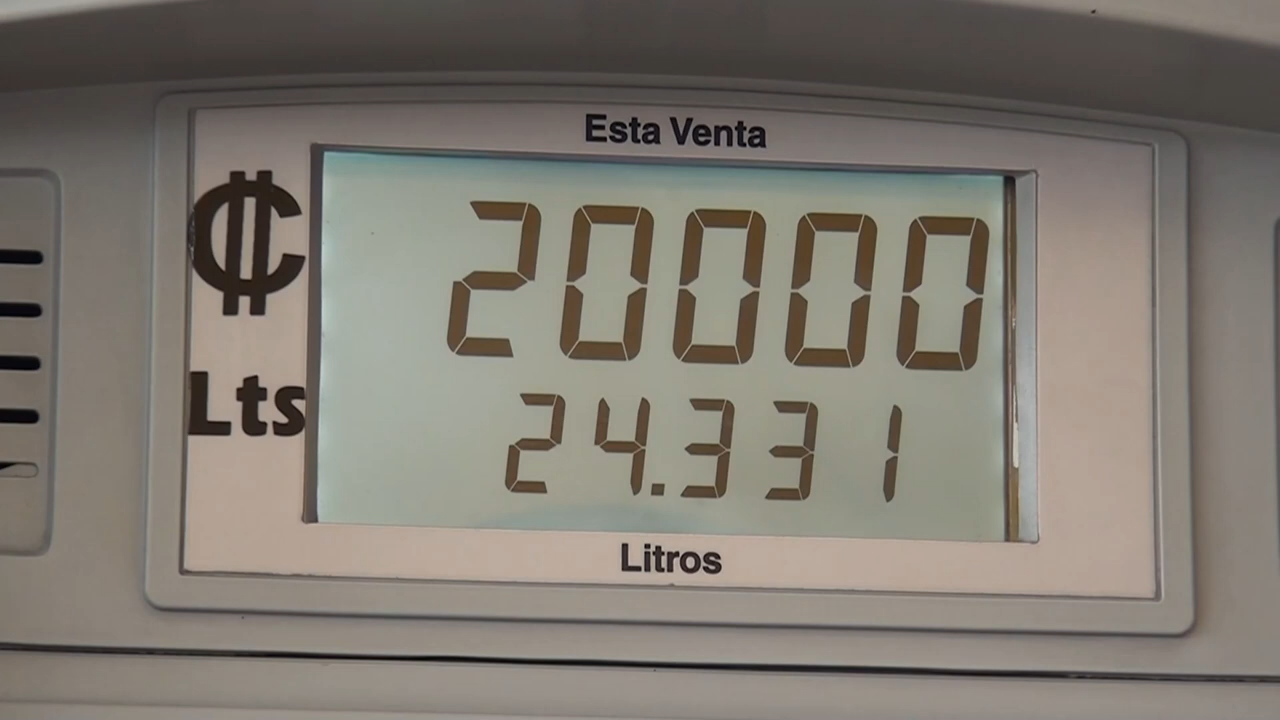 Esta Venta
₡ 20000
Lts 24.331
Litros